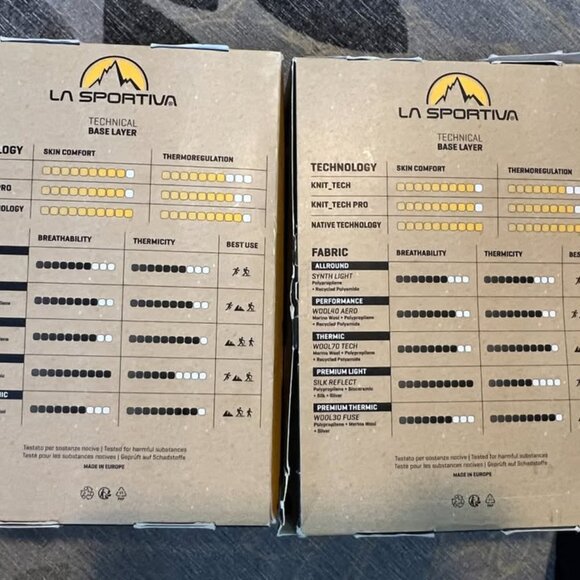 LA SPORTIVA
TECHNICAL
BASE LAYER
SKIN COMFORT THERMOREGULATION
PRO
BREATHABILITY THERMICITY BEST USE
Testato per sostanze nocive | Tested for harmful substances
Testé pour les substances nocives | Geprüft auf Schadstoffe
MADE IN EUROPE
LA SPORTIVA
TECHNICAL
BASE LAYER
TECHNOLOGY SKIN COMFORT THERMOREGULATION
KNIT_TECH
KNIT_TECH PRO
NATIVE TECHNOLOGY
FABRIC BREATHABILITY THERMICITY
ALLROUND
SYNTH LIGHT
Polypropylene
+ Recycled Polyamide
PERFORMANCE
WOOL40 AERO
Merino Wool + Polypropylene
+ Recycled Polyamide
THERMIC
WOOL70 TECH
Merino Wool + Polypropylene
+ Recycled Polyamide
PREMIUM LIGHT
SILK REFLECT
Polypropylene + Bioceramic
+ Silk + Silver
PREMIUM THERMIC
WOOL30 FUSE
Polypropylene + Merino Wool
+ Silver
Testato per sostanze nocive | Tested for harmful substances
Testé pour les substances nocives | Geprüft auf Schadstoffe
MADE IN EUROPE